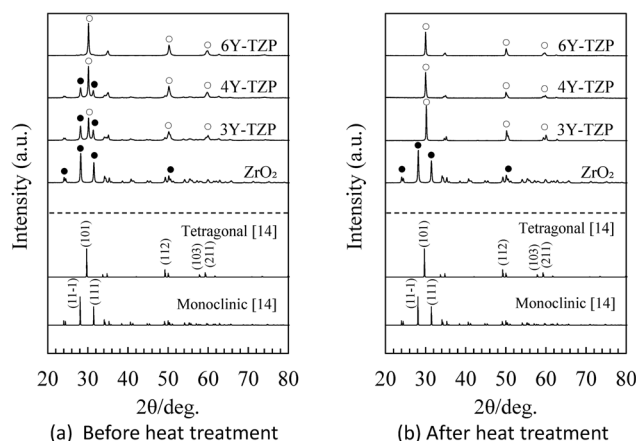 6Y-TZP
4Y-TZP
3Y-TZP
ZrO₂
Tetragonal [14]
(101)
(112)
(103)
(211)
Monoclinic [14]
(11-1)
(111)
Intensity (a.u.)
20 30 40 50 60 70 80
2θ/deg.
(a) Before heat treatment
6Y-TZP
4Y-TZP
3Y-TZP
ZrO₂
Tetragonal [14]
(101)
(112)
(103)
(211)
Monoclinic [14]
(11-1)
(111)
Intensity (a.u.)
20 30 40 50 60 70 80
2θ/deg.
(b) After heat treatment